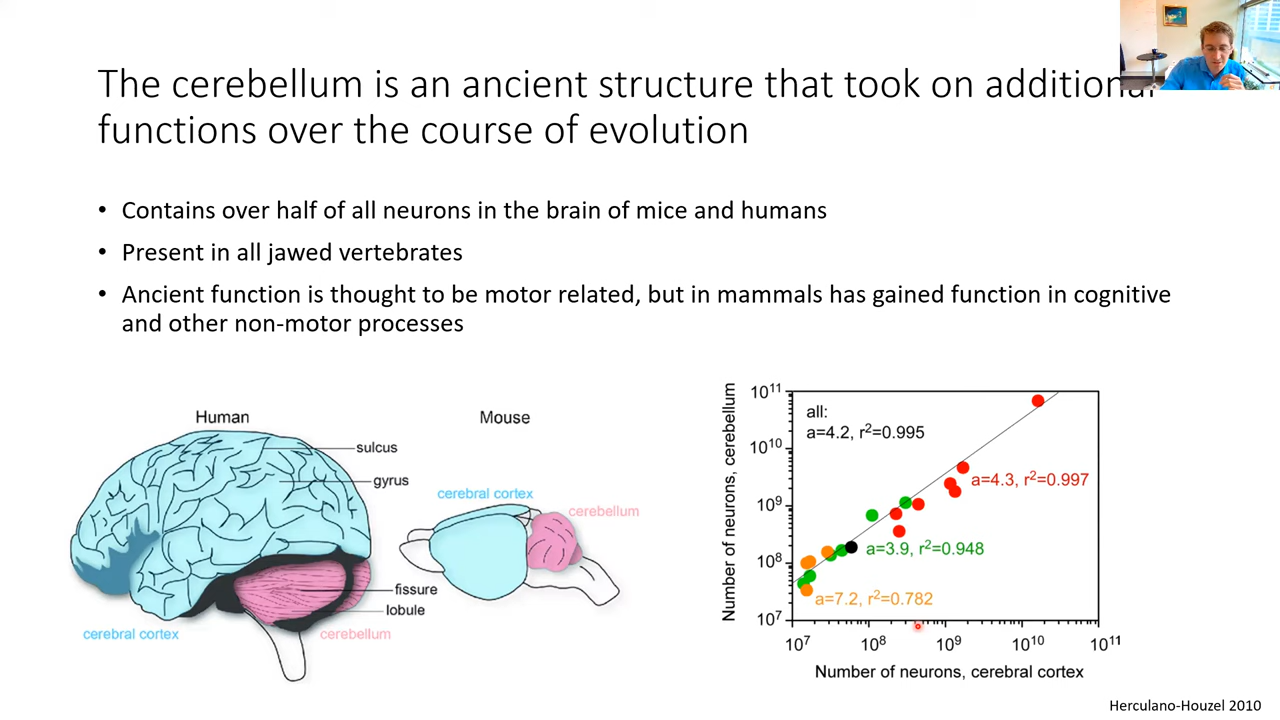 The cerebellum is an ancient structure that took on additional
functions over the course of evolution
• Contains over half of all neurons in the brain of mice and humans
• Present in all jawed vertebrates
• Ancient function is thought to be motor related, but in mammals has gained function in cognitive
and other non-motor processes
Human
Mouse
sulcus
gyrus
cerebral cortex
cerebellum
fissure
lobule
cerebral cortex
cerebellum
Number of neurons, cerebellum
10¹¹
10¹⁰
10⁹
10⁸
10⁷
all:
a=4.2, r²=0.995
a=4.3, r²=0.997
a=3.9, r²=0.948
a=7.2, r²=0.782
10⁷ 10⁸ 10⁹ 10¹⁰ 10¹¹
Number of neurons, cerebral cortex
Herculano-Houzel 2010